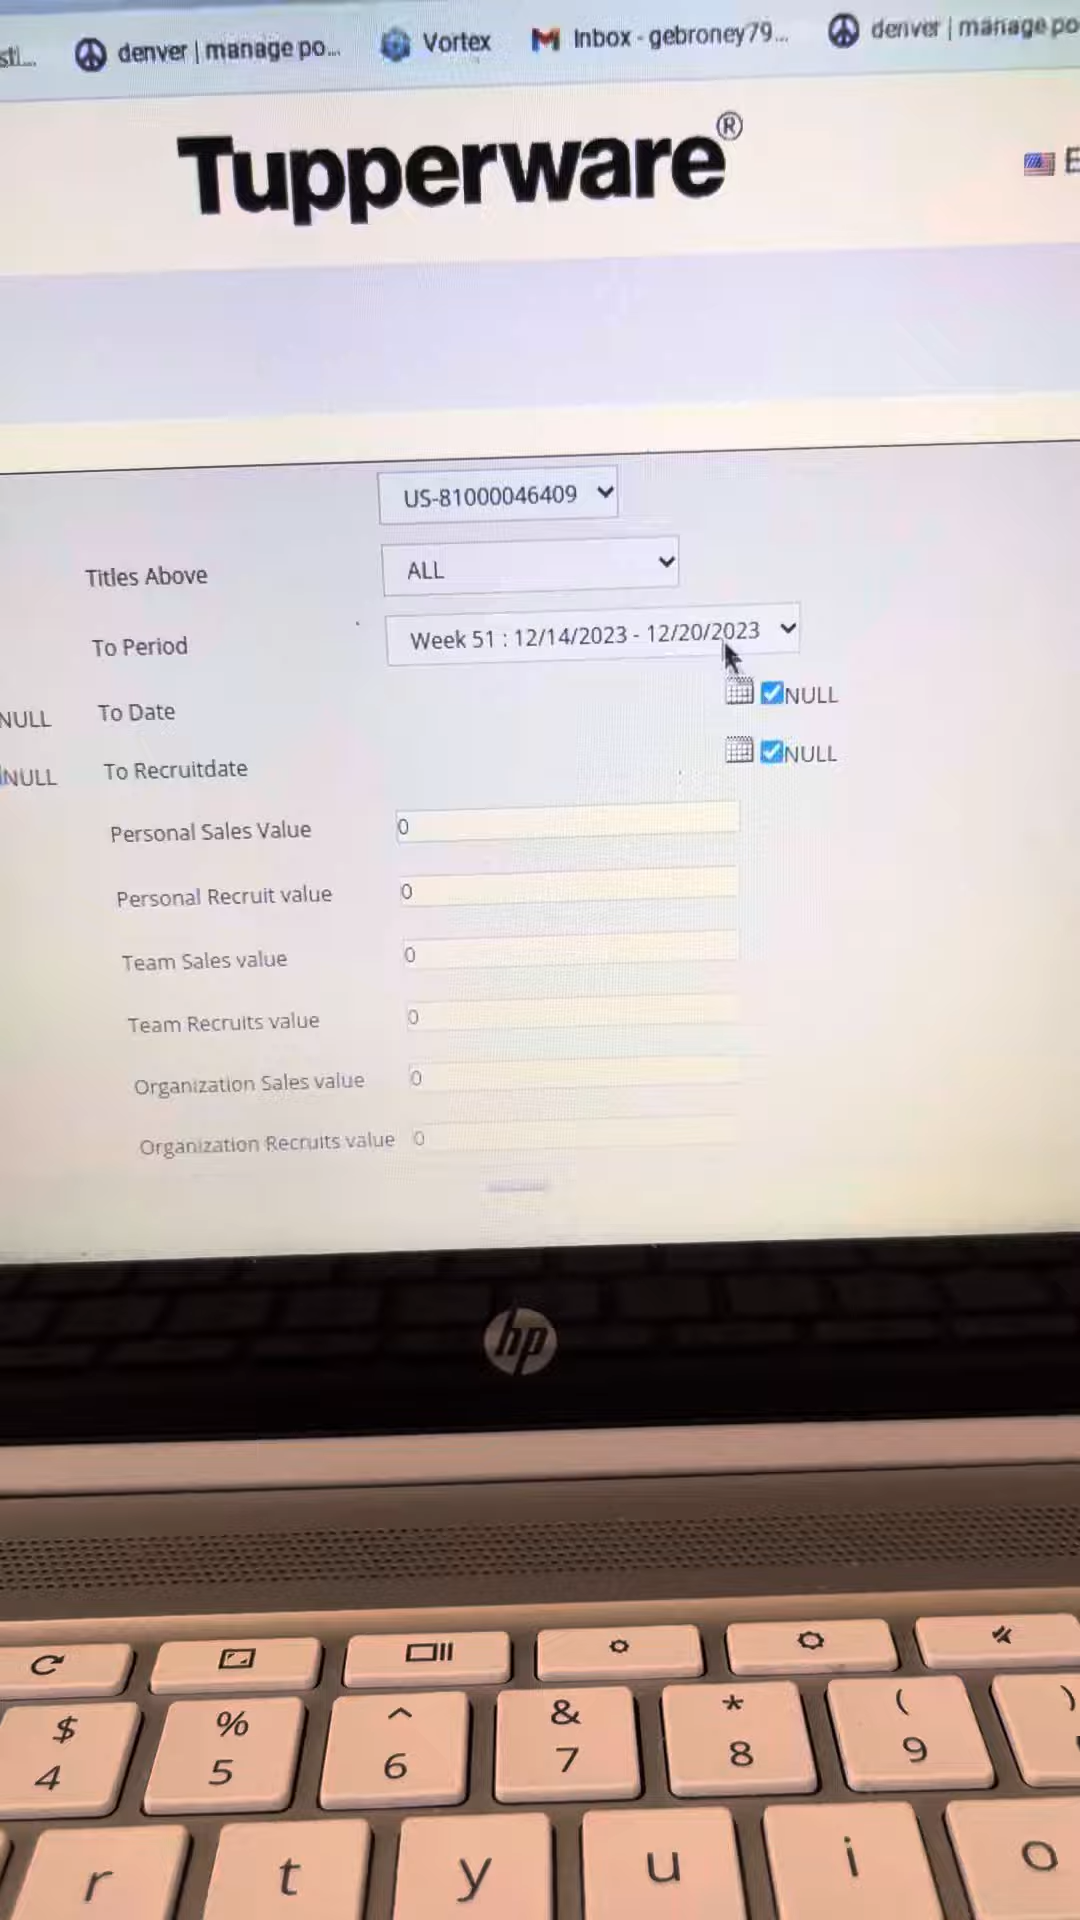 denver | manage po...
Vortex
Inbox - gebroney79...
denver | manage po
Tupperware®
US-81000046409
Titles Above
ALL
To Period
Week 51 : 12/14/2023 - 12/20/2023
NULL
To Date
NULL
NULL
To Recruitdate
NULL
Personal Sales Value
0
Personal Recruit value
0
Team Sales value
0
Team Recruits value
0
Organization Sales value
0
Organization Recruits value
0
hp
$ % ^ & * ( )
4 5 6 7 8 9
r t y u i o